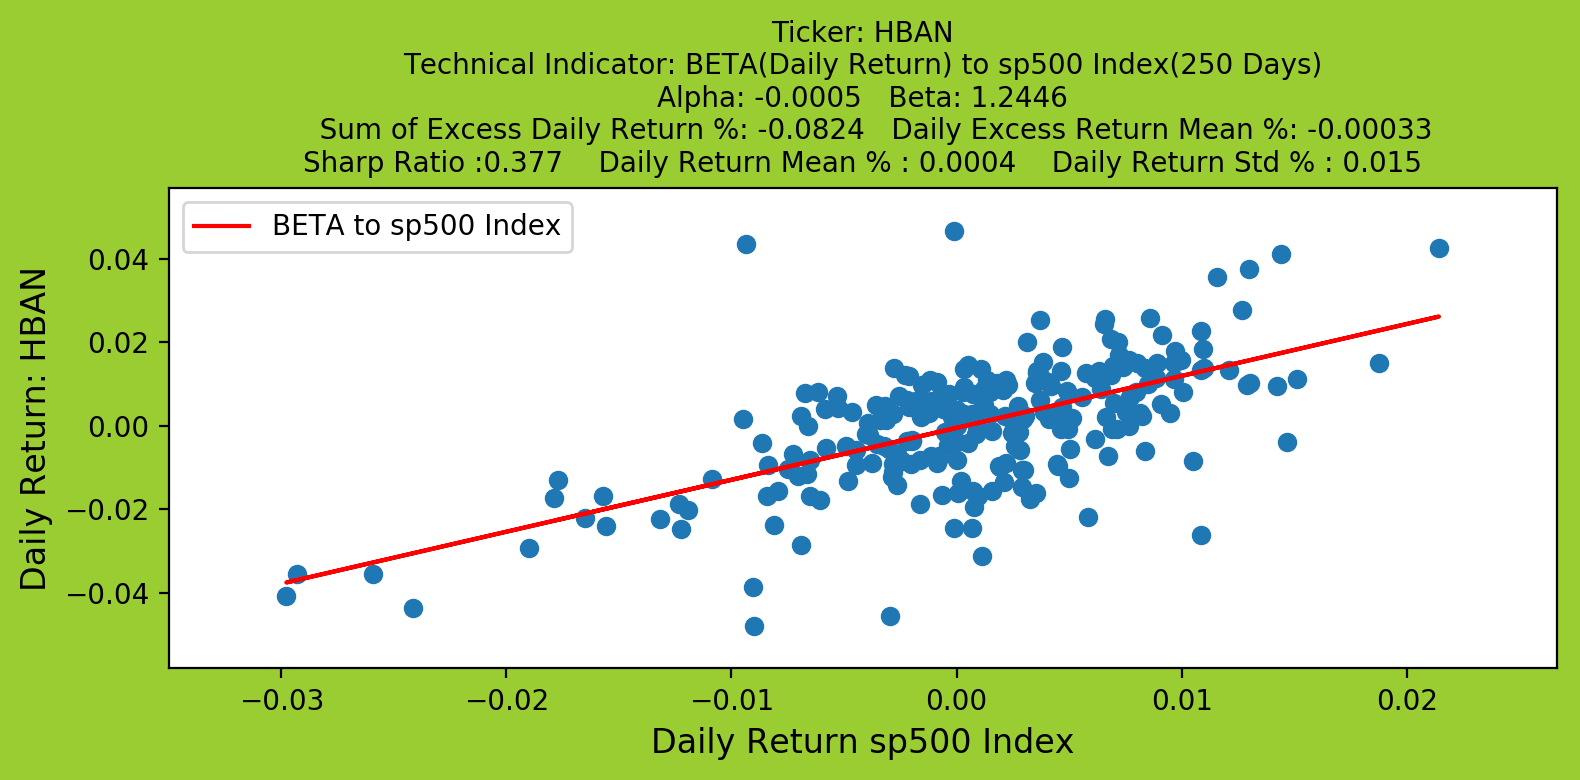 Ticker: HBAN
Technical Indicator: BETA(Daily Return) to sp500 Index(250 Days)
Alpha: -0.0005   Beta: 1.2446
Sum of Excess Daily Return %: -0.0824   Daily Excess Return Mean %: -0.00033
Sharp Ratio :0.377    Daily Return Mean % : 0.0004    Daily Return Std % : 0.015
BETA to sp500 Index
Daily Return: HBAN
0.04
0.02
0.00
−0.02
−0.04
−0.03
−0.02
−0.01
0.00
0.01
0.02
Daily Return sp500 Index